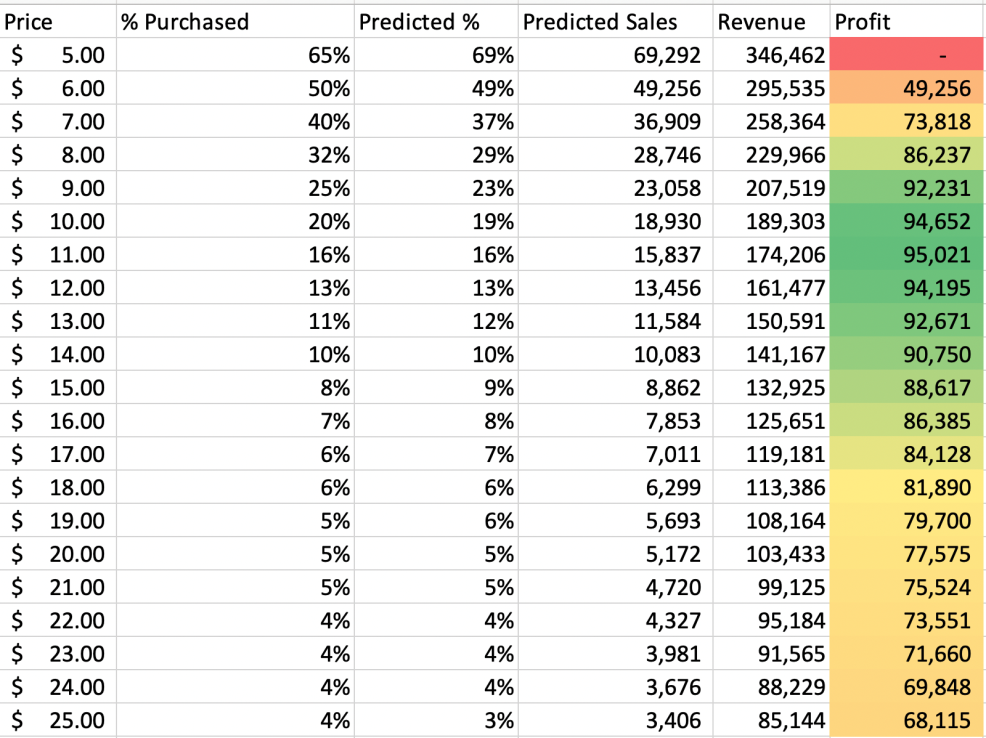 Price % Purchased Predicted % Predicted Sales Revenue Profit
$ 5.00 65% 69% 69,292 346,462 -
$ 6.00 50% 49% 49,256 295,535 49,256
$ 7.00 40% 37% 36,909 258,364 73,818
$ 8.00 32% 29% 28,746 229,966 86,237
$ 9.00 25% 23% 23,058 207,519 92,231
$ 10.00 20% 19% 18,930 189,303 94,652
$ 11.00 16% 16% 15,837 174,206 95,021
$ 12.00 13% 13% 13,456 161,477 94,195
$ 13.00 11% 12% 11,584 150,591 92,671
$ 14.00 10% 10% 10,083 141,167 90,750
$ 15.00 8% 9% 8,862 132,925 88,617
$ 16.00 7% 8% 7,853 125,651 86,385
$ 17.00 6% 7% 7,011 119,181 84,128
$ 18.00 6% 6% 6,299 113,386 81,890
$ 19.00 5% 6% 5,693 108,164 79,700
$ 20.00 5% 5% 5,172 103,433 77,575
$ 21.00 5% 5% 4,720 99,125 75,524
$ 22.00 4% 4% 4,327 95,184 73,551
$ 23.00 4% 4% 3,981 91,565 71,660
$ 24.00 4% 4% 3,676 88,229 69,848
$ 25.00 4% 3% 3,406 85,144 68,115